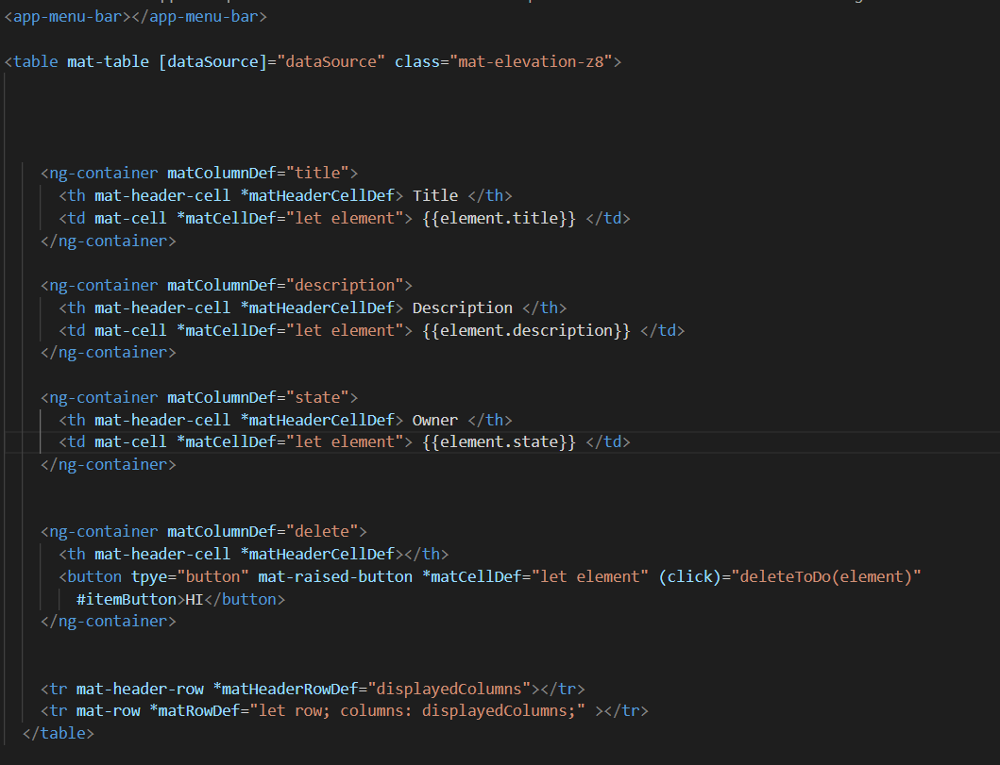 <app-menu-bar></app-menu-bar>
<table mat-table [dataSource]="dataSource" class="mat-elevation-z8">
<ng-container matColumnDef="title">
<th mat-header-cell *matHeaderCellDef> Title </th>
<td mat-cell *matCellDef="let element"> {{element.title}} </td>
</ng-container>
<ng-container matColumnDef="description">
<th mat-header-cell *matHeaderCellDef> Description </th>
<td mat-cell *matCellDef="let element"> {{element.description}} </td>
</ng-container>
<ng-container matColumnDef="state">
<th mat-header-cell *matHeaderCellDef> Owner </th>
<td mat-cell *matCellDef="let element"> {{element.state}} </td>
</ng-container>
<ng-container matColumnDef="delete">
<th mat-header-cell *matHeaderCellDef></th>
<button tpye="button" mat-raised-button *matCellDef="let element" (click)="deleteToDo(element)"
#itemButton>HI</button>
</ng-container>
<tr mat-header-row *matHeaderRowDef="displayedColumns"></tr>
<tr mat-row *matRowDef="let row; columns: displayedColumns;" ></tr>
</table>